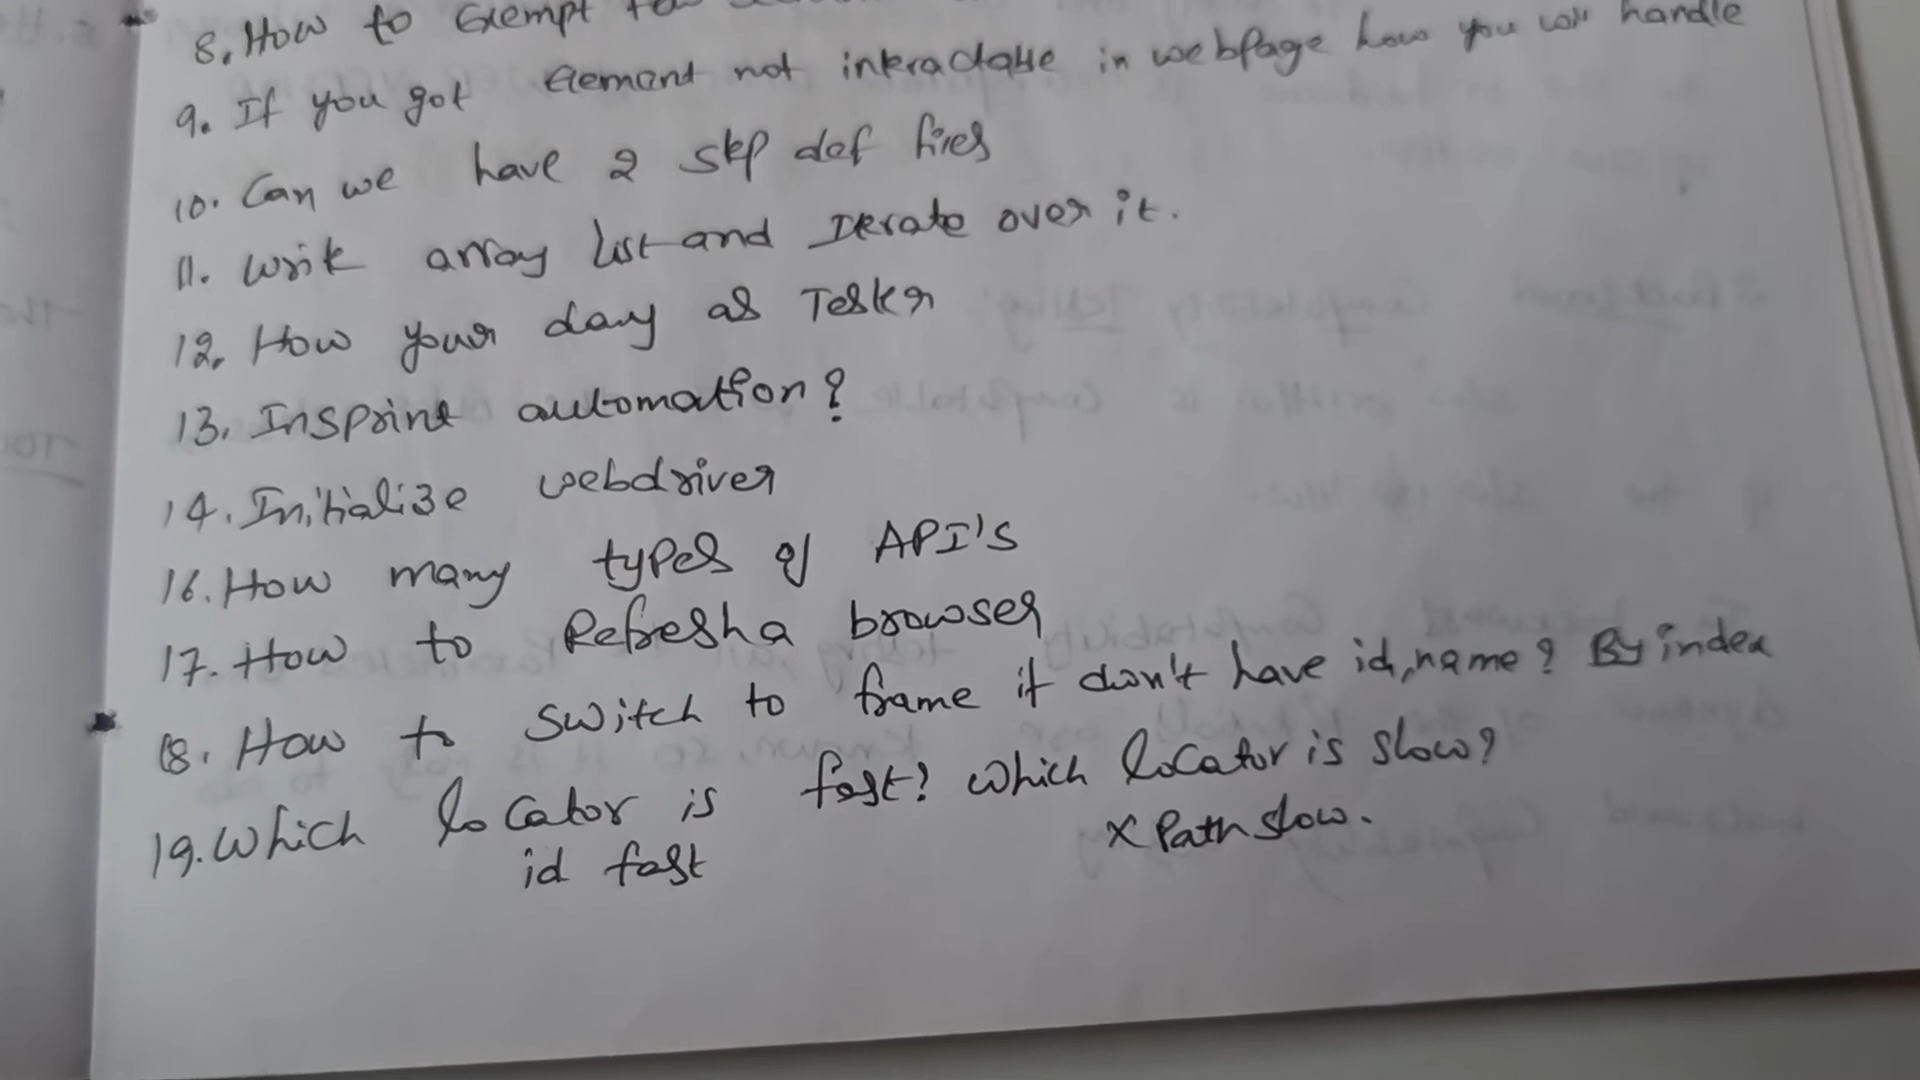 8. How to Exempt
9. If you got Element not interactable in webpage how you will handle
10. Can we have 2 step def files
11. Write array list and Iterate over it.
12. How your day as Tester
13. Insprint automation?
14. Initialize webdriver
16. How many types of API's
17. How to Refresh a browser
18. How to switch to frame if don't have id, name? By index
19. Which locator is fast? which locator is slow?
id fast X Path slow.